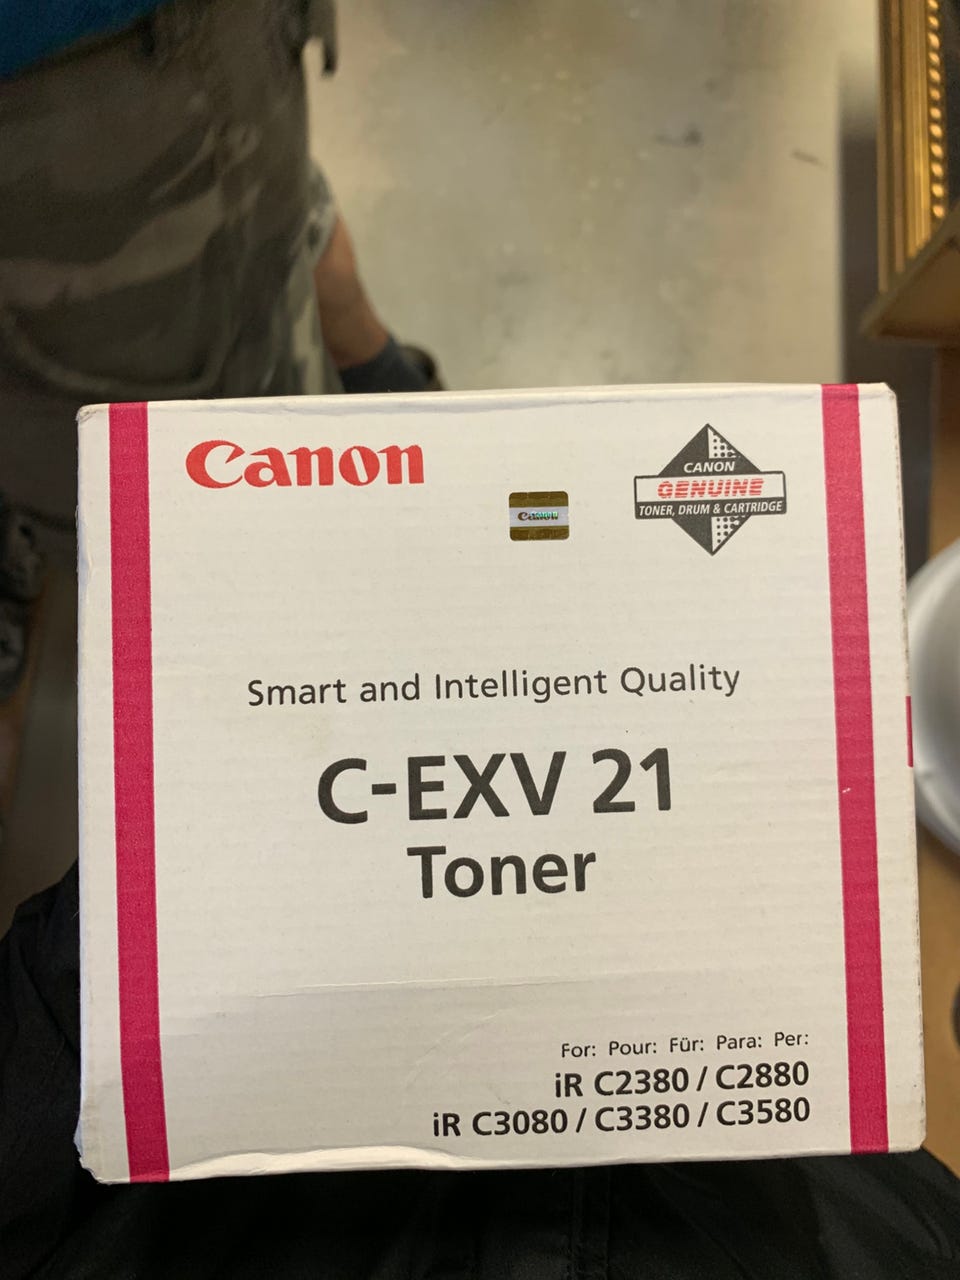 Canon
Canon
CANON
GENUINE
TONER, DRUM & CARTRIDGE
Smart and Intelligent Quality
C-EXV 21
Toner
For: Pour: Für: Para: Per:
iR C2380 / C2880
iR C3080 / C3380 / C3580